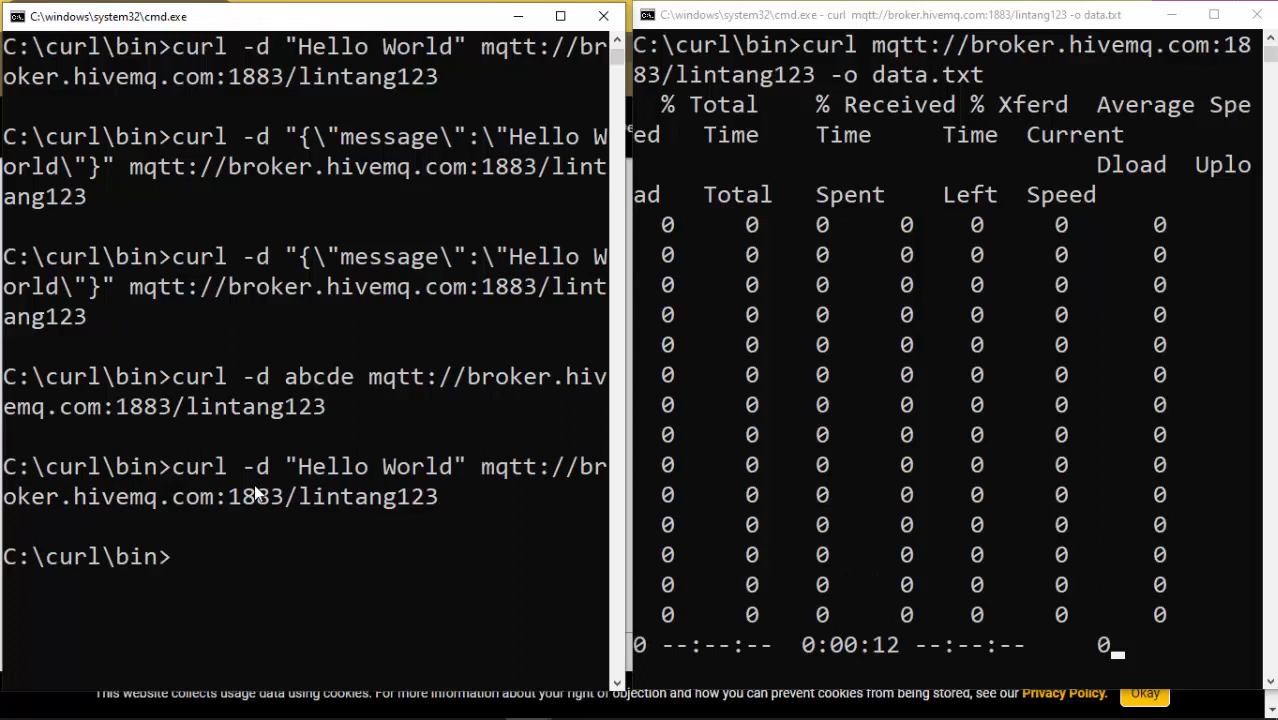 C:\windows\system32\cmd.exe
C:\curl\bin>curl -d "Hello World" mqtt://br
oker.hivemq.com:1883/lintang123
C:\curl\bin>curl -d "{\"message\":\"Hello W
orld\"}" mqtt://broker.hivemq.com:1883/lint
ang123
C:\curl\bin>curl -d "{\"message\":\"Hello W
orld\"}" mqtt://broker.hivemq.com:1883/lint
ang123
C:\curl\bin>curl -d abcde mqtt://broker.hiv
emq.com:1883/lintang123
C:\curl\bin>curl -d "Hello World" mqtt://br
oker.hivemq.com:1883/lintang123
C:\curl\bin>
C:\windows\system32\cmd.exe - curl mqtt://broker.hivemq.com:1883/lintang123 -o data.txt
C:\curl\bin>curl mqtt://broker.hivemq.com:18
83/lintang123 -o data.txt
% Total % Received % Xferd Average Spe
ed Time Time Time Current
Dload Uplo
ad Total Spent Left Speed
0 0 0 0 0 0 0
0 0 0 0 0 0 0
0 0 0 0 0 0 0
0 0 0 0 0 0 0
0 0 0 0 0 0 0
0 0 0 0 0 0 0
0 0 0 0 0 0 0
0 0 0 0 0 0 0
0 0 0 0 0 0 0
0 0 0 0 0 0 0
0 0 0 0 0 0 0
0 0 0 0 0 0 0
0 0 0 0 0 0 0
0 0 0 0 0 0 0
0 --:--:-- 0:00:12 --:--:-- 0
This website collects usage data using cookies. For more information about your right of objection and how you can prevent cookies from being stored, see our Privacy Policy. Okay